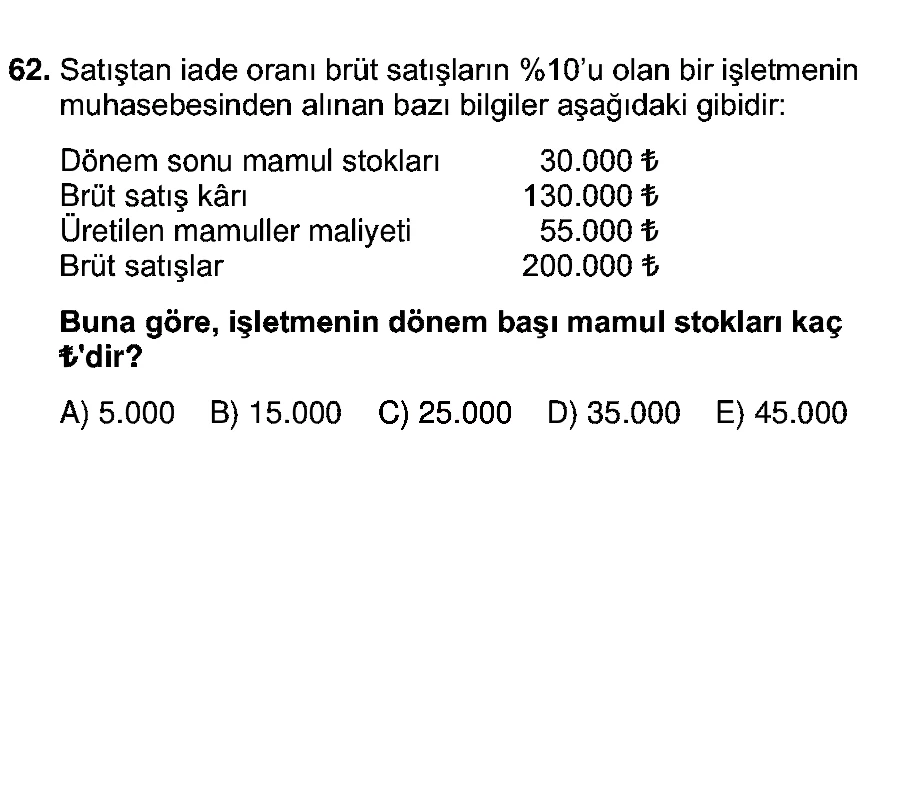 62. Satıştan iade oranı brüt satışların %10'u olan bir işletmenin
muhasebesinden alınan bazı bilgiler aşağıdaki gibidir:
Dönem sonu mamul stokları 30.000 ₺
Brüt satış kârı 130.000 ₺
Üretilen mamuller maliyeti 55.000 ₺
Brüt satışlar 200.000 ₺
Buna göre, işletmenin dönem başı mamul stokları kaç
₺'dir?
A) 5.000 B) 15.000 C) 25.000 D) 35.000 E) 45.000